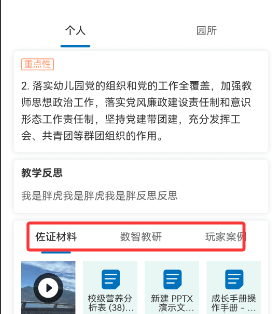 个人 园所
重点性
2. 落实幼儿园党的组织和党的工作全覆盖，加强教
师思想政治工作，落实党风廉政建设责任制和意识
形态工作责任制，坚持党建带团建，充分发挥工
会、共青团等群团组织的作用。
教学反思
我是胖虎我是胖虎我是胖虎反思反思
佐证材料 数智教研 玩家案例
校级营养分 新建 PPTX 成长手册操
析表 (38)... 演示文... 作手册 - ...